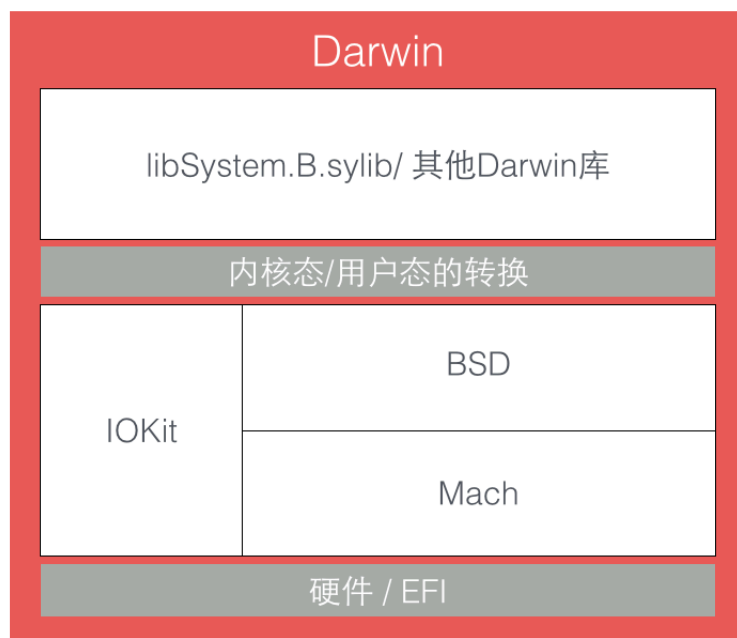 Darwin
libSystem.B.sylib/ 其他Darwin库
内核态/用户态的转换
BSD
IOKit
Mach
硬件 / EFI